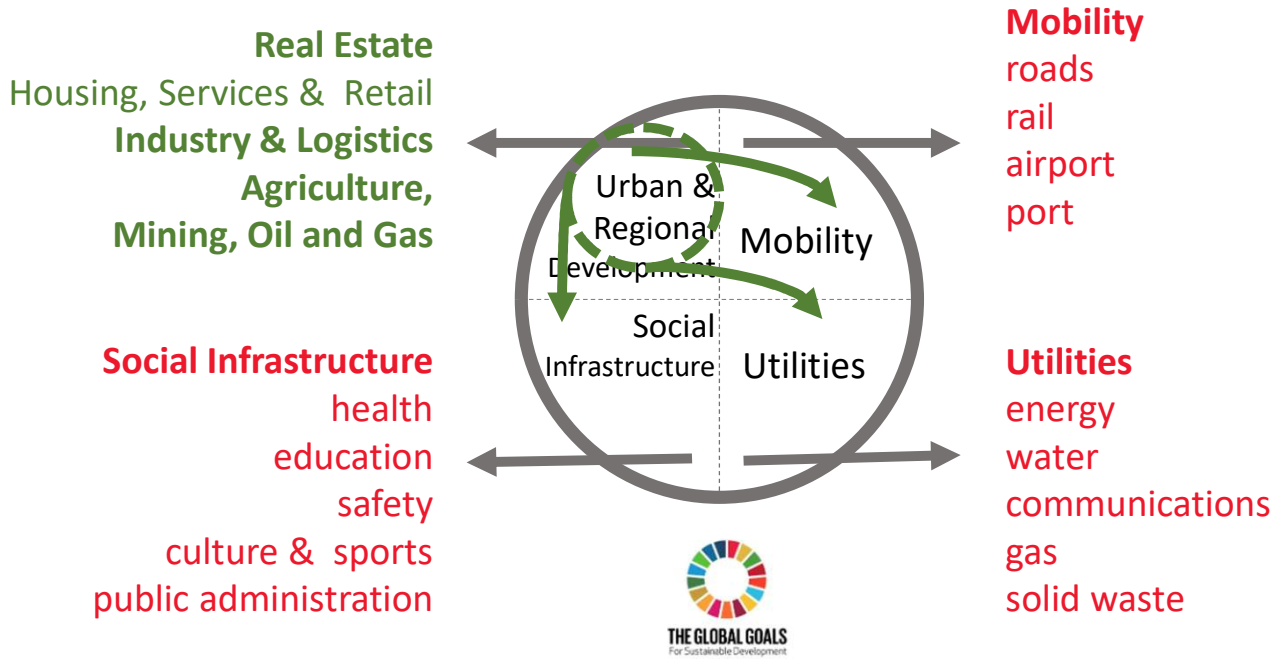 Real Estate
Housing, Services & Retail
Industry & Logistics
Agriculture,
Mining, Oil and Gas
Mobility
roads
rail
airport
port
Urban &
Regional
Development
Mobility
Social
Infrastructure
Utilities
Social Infrastructure
health
education
safety
culture & sports
public administration
Utilities
energy
water
communications
gas
solid waste
THE GLOBAL GOALS
For Sustainable Development